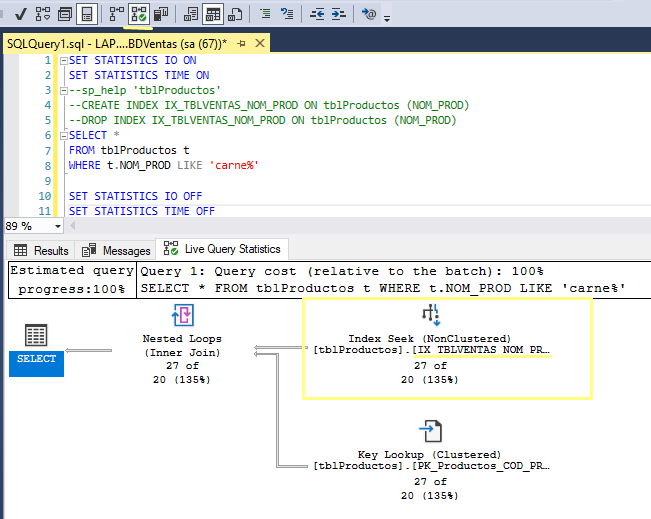 SQLQuery1.sql - LAP....BDVentas (sa (67))*
1 SET STATISTICS IO ON
2 SET STATISTICS TIME ON
3 --sp_help 'tblProductos'
4 --CREATE INDEX IX_TBLVENTAS_NOM_PROD ON tblProductos (NOM_PROD)
5 --DROP INDEX IX_TBLVENTAS_NOM_PROD ON tblProductos (NOM_PROD)
6 SELECT *
7 FROM tblProductos t
8 WHERE t.NOM_PROD LIKE 'carne%'
9
10 SET STATISTICS IO OFF
11 SET STATISTICS TIME OFF
89 %
Results Messages Live Query Statistics
Estimated query progress:100%
Query 1: Query cost (relative to the batch): 100%
SELECT * FROM tblProductos t WHERE t.NOM_PROD LIKE 'carne%'
SELECT
Nested Loops
(Inner Join)
27 of
20 (135%)
Index Seek (NonClustered)
[tblProductos].[IX_TBLVENTAS_NOM_PR…
27 of
20 (135%)
Key Lookup (Clustered)
[tblProductos].[PK_Productos_COD_PR…
27 of
20 (135%)